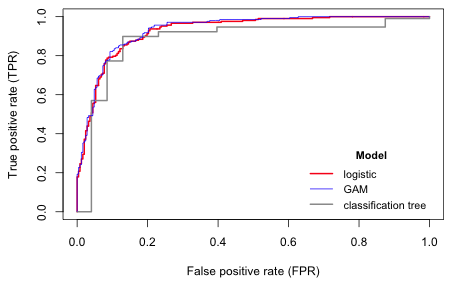 True positive rate (TPR)
1.0
0.8
0.6
0.4
0.2
0.0
Model
logistic
GAM
classification tree
0.0 0.2 0.4 0.6 0.8 1.0
False positive rate (FPR)